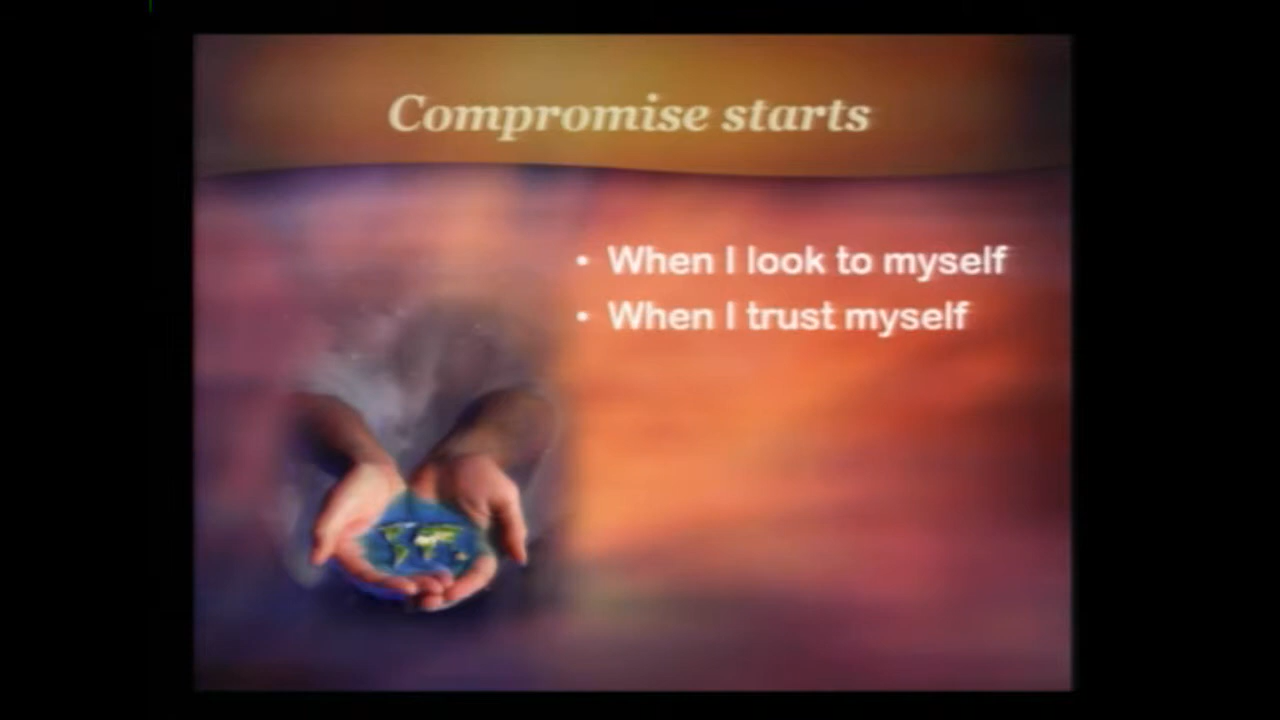 Compromise starts
• When I look to myself
• When I trust myself